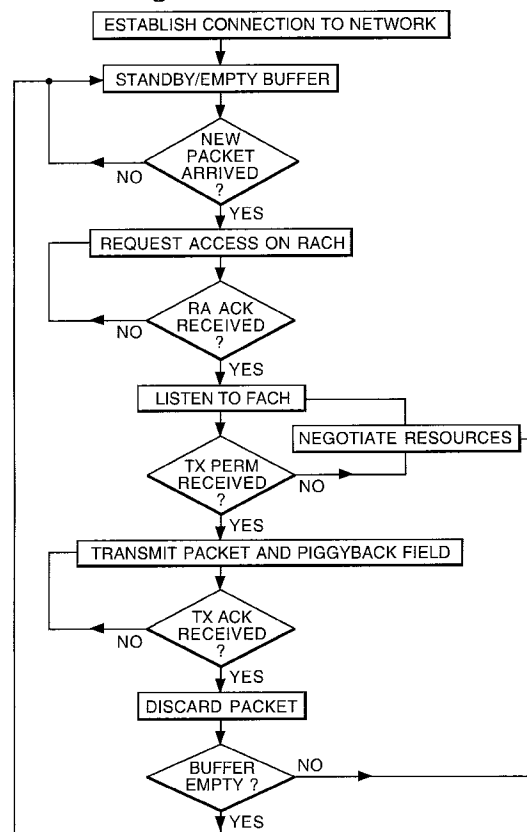 ESTABLISH CONNECTION TO NETWORK
STANDBY/EMPTY BUFFER
NEW
PACKET
ARRIVED
?
NO
YES
REQUEST ACCESS ON RACH
RA ACK
RECEIVED
?
NO
YES
LISTEN TO FACH
NEGOTIATE RESOURCES
TX PERM
RECEIVED
?
NO
YES
TRANSMIT PACKET AND PIGGYBACK FIELD
TX ACK
RECEIVED
?
NO
YES
DISCARD PACKET
BUFFER
EMPTY ?
NO
YES